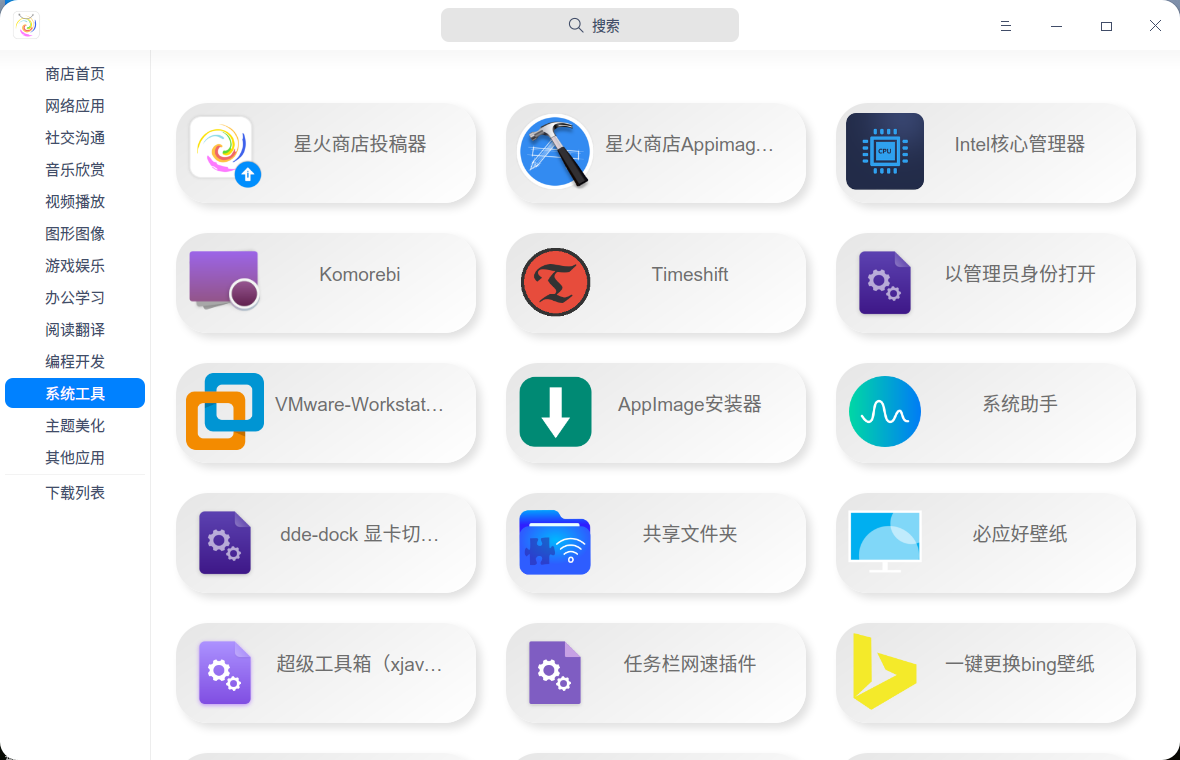 搜索
商店首页
网络应用
社交沟通
音乐欣赏
视频播放
图形图像
游戏娱乐
办公学习
阅读翻译
编程开发
系统工具
主题美化
其他应用
下载列表
星火商店投稿器
星火商店Appimag…
CPU
Intel核心管理器
Komorebi
Timeshift
以管理员身份打开
VMware-Workstat…
AppImage安装器
系统助手
dde-dock 显卡切…
共享文件夹
必应好壁纸
超级工具箱（xjav…
任务栏网速插件
一键更换bing壁纸